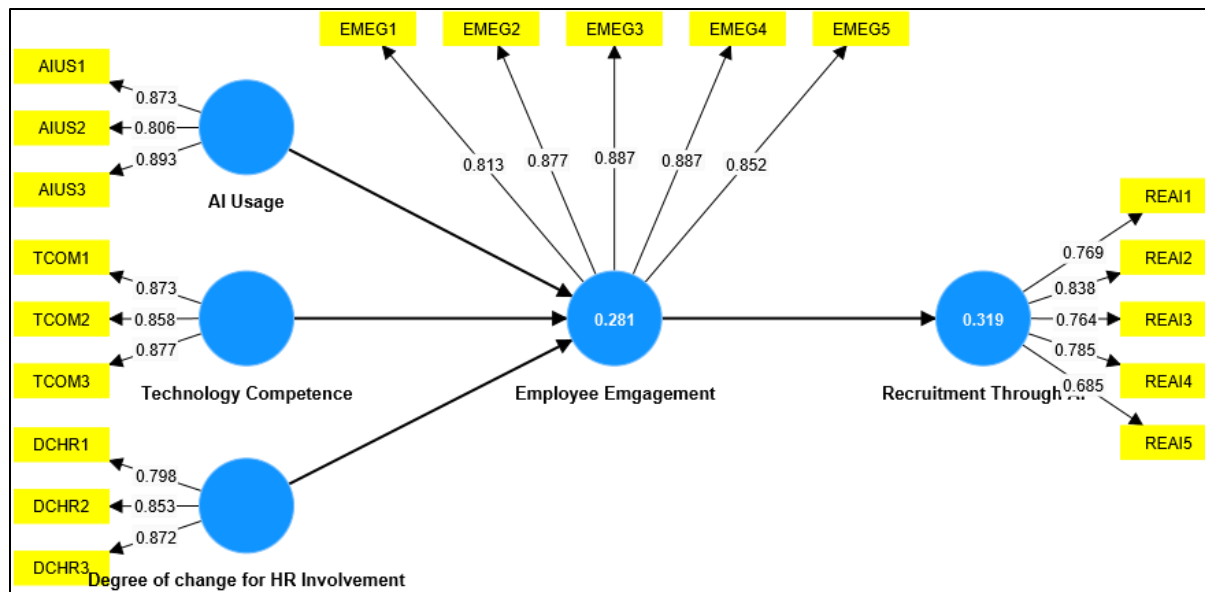 EMEG1
EMEG2
EMEG3
EMEG4
EMEG5
AIUS1
AIUS2
AIUS3
0.873
0.806
0.893
AI Usage
0.813
0.877
0.887
0.887
0.852
TCOM1
TCOM2
TCOM3
0.873
0.858
0.877
Technology Competence
0.281
Employee Emgagement
0.319
Recruitment Through
REAI1
REAI2
REAI3
REAI4
REAI5
0.769
0.838
0.764
0.785
0.685
DCHR1
DCHR2
DCHR3
0.798
0.853
0.872
Degree of change for HR Involvement